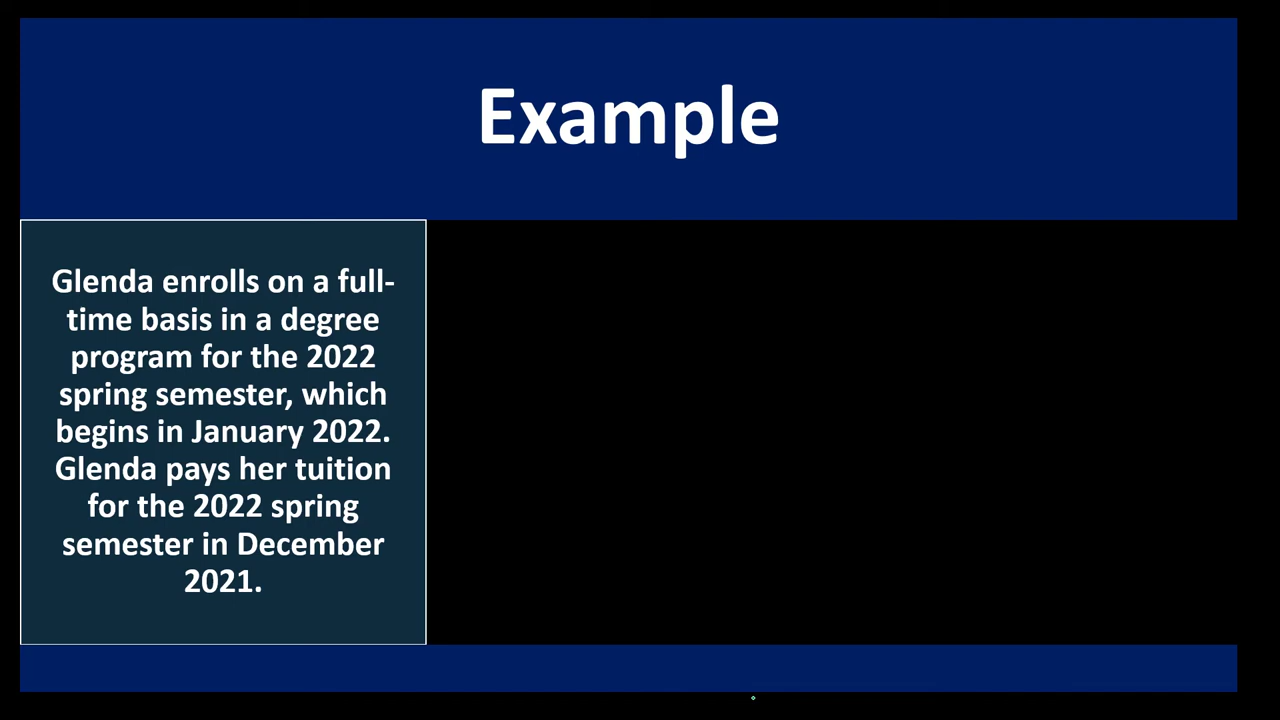 Example
Glenda enrolls on a full-
time basis in a degree
program for the 2022
spring semester, which
begins in January 2022.
Glenda pays her tuition
for the 2022 spring
semester in December
2021.